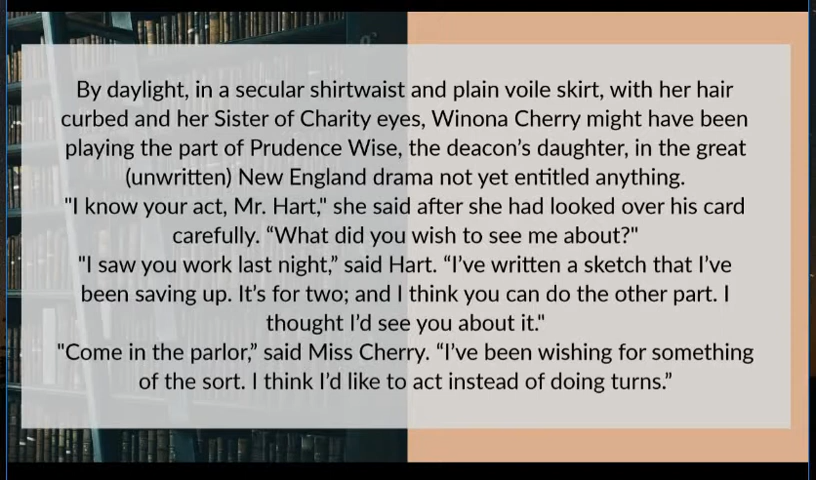 By daylight, in a secular shirtwaist and plain voile skirt, with her hair
curbed and her Sister of Charity eyes, Winona Cherry might have been
playing the part of Prudence Wise, the deacon’s daughter, in the great
(unwritten) New England drama not yet entitled anything.
"I know your act, Mr. Hart," she said after she had looked over his card
carefully. “What did you wish to see me about?"
"I saw you work last night,” said Hart. “I’ve written a sketch that I’ve
been saving up. It’s for two; and I think you can do the other part. I
thought I’d see you about it."
"Come in the parlor,” said Miss Cherry. “I’ve been wishing for something
of the sort. I think I’d like to act instead of doing turns.”